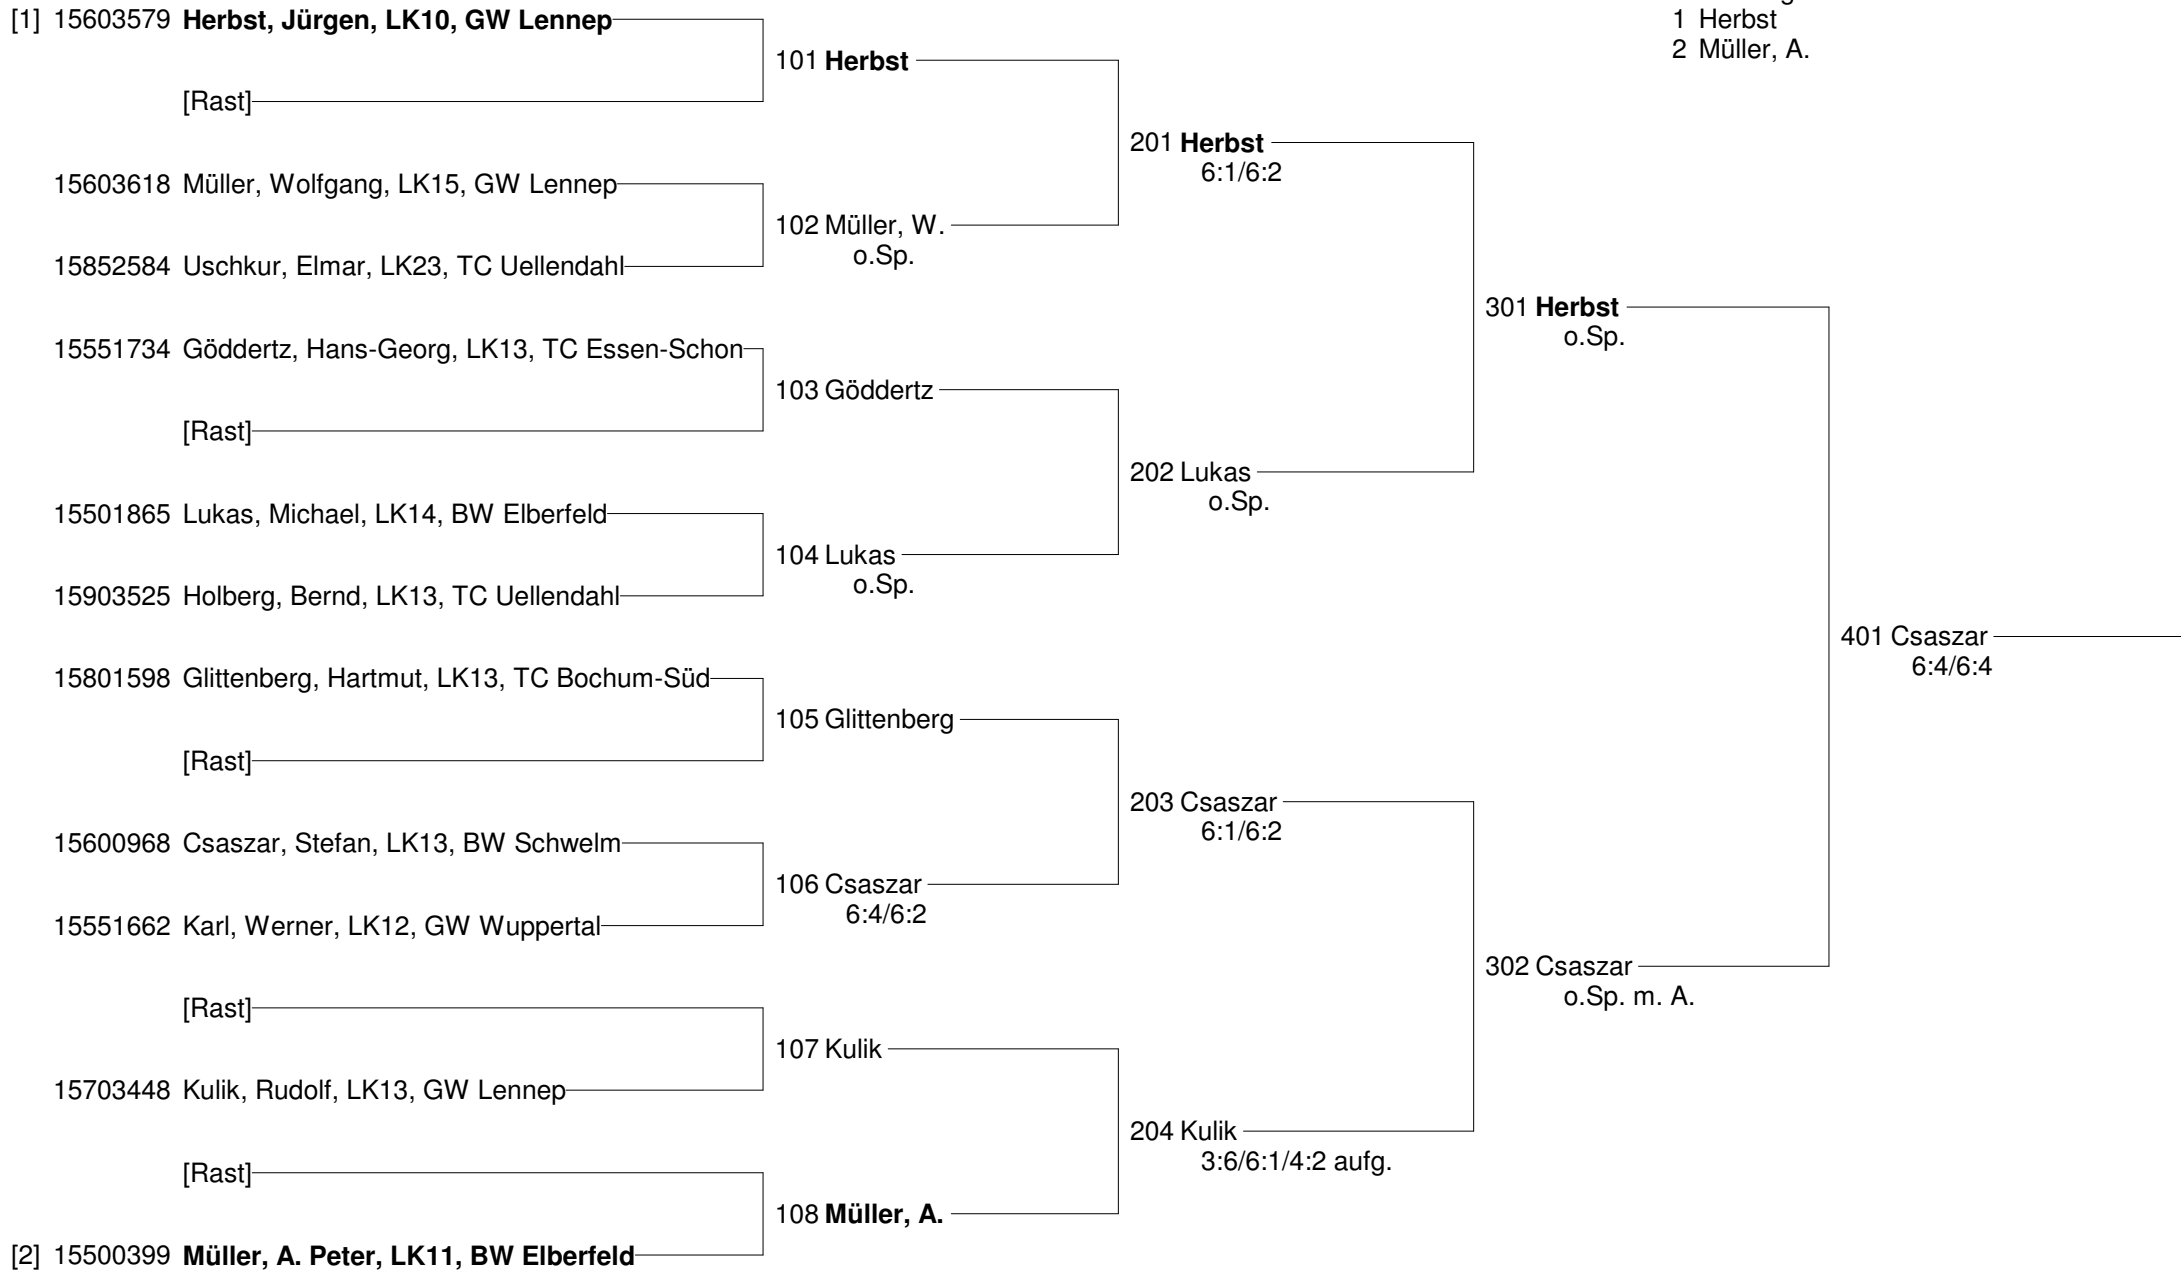 [1] 15603579 Herbst, Jürgen, LK10, GW Lennep
[Rast]
15603618 Müller, Wolfgang, LK15, GW Lennep
15852584 Uschkur, Elmar, LK23, TC Uellendahl
15551734 Göddertz, Hans-Georg, LK13, TC Essen-Schon
[Rast]
15501865 Lukas, Michael, LK14, BW Elberfeld
15903525 Holberg, Bernd, LK13, TC Uellendahl
15801598 Glittenberg, Hartmut, LK13, TC Bochum-Süd
[Rast]
15600968 Csaszar, Stefan, LK13, BW Schwelm
15551662 Karl, Werner, LK12, GW Wuppertal
[Rast]
15703448 Kulik, Rudolf, LK13, GW Lennep
[Rast]
[2] 15500399 Müller, A. Peter, LK11, BW Elberfeld
101 Herbst
102 Müller, W.
o.Sp.
103 Göddertz
104 Lukas
o.Sp.
105 Glittenberg
106 Csaszar
6:4/6:2
107 Kulik
108 Müller, A.
201 Herbst
6:1/6:2
202 Lukas
o.Sp.
203 Csaszar
6:1/6:2
204 Kulik
3:6/6:1/4:2 aufg.
301 Herbst
o.Sp.
302 Csaszar
o.Sp. m. A.
401 Csaszar
6:4/6:4
1 Herbst
2 Müller, A.